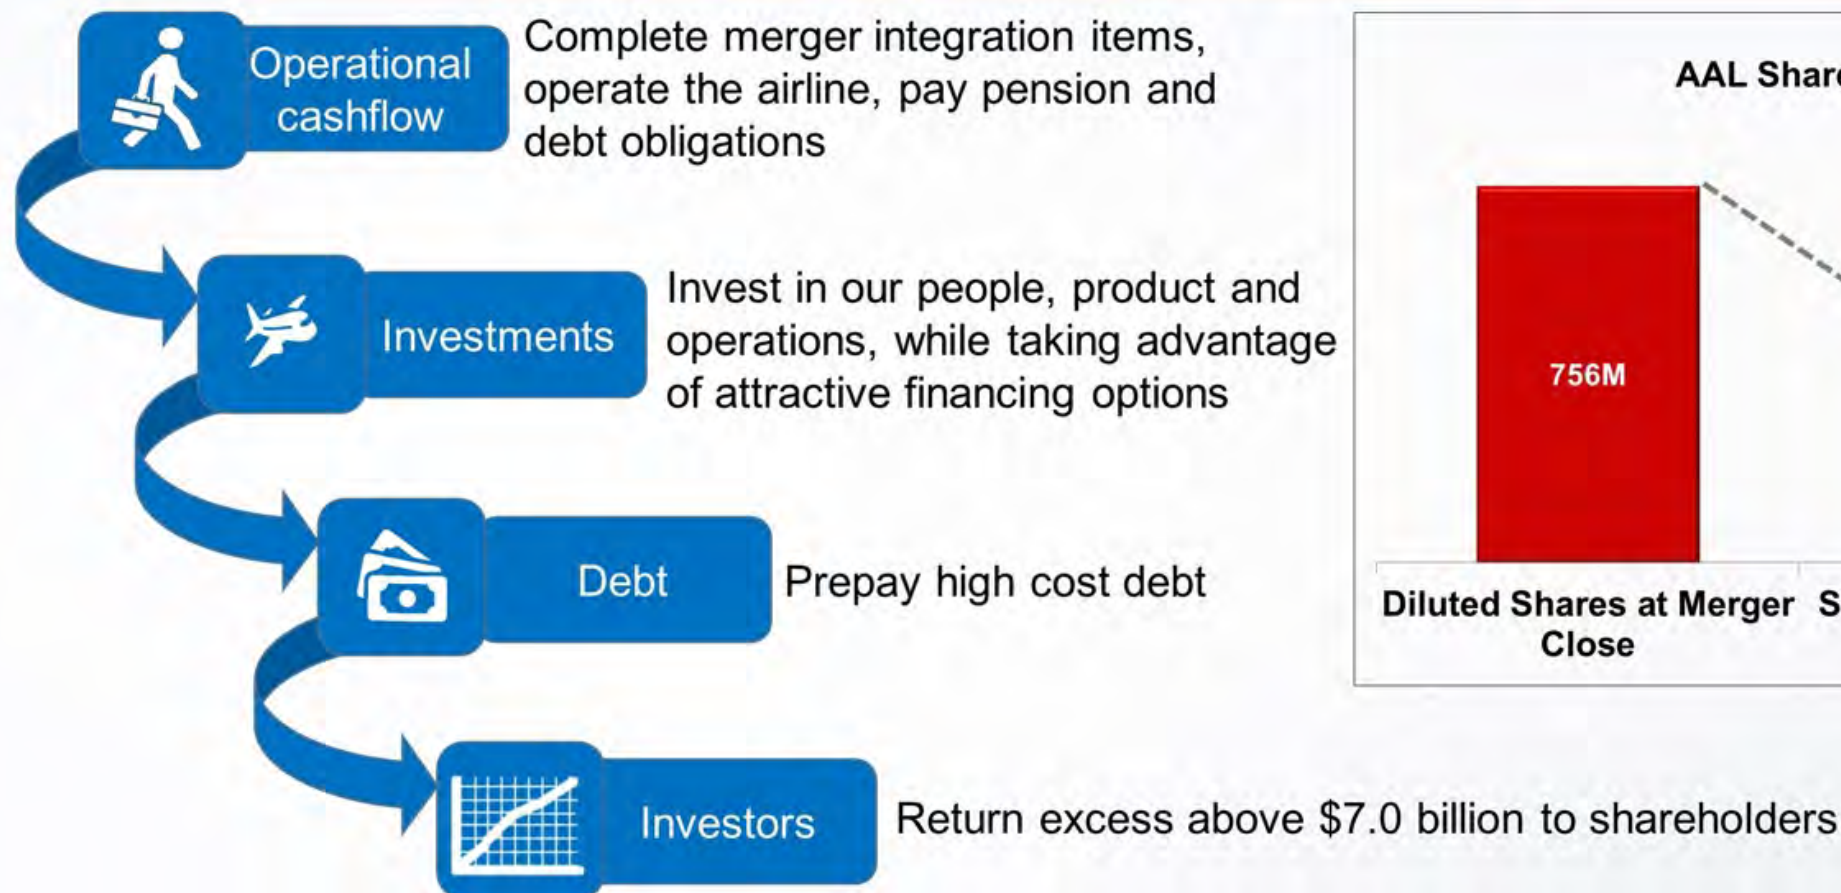 Operational
cashflow
Complete merger integration items,
operate the airline, pay pension and
debt obligations
Investments
Invest in our people, product and
operations, while taking advantage
of attractive financing options
Debt
Prepay high cost debt
Investors
Return excess above $7.0 billion to shareholders
AAL
756M
Diluted Shares at Merger
Close